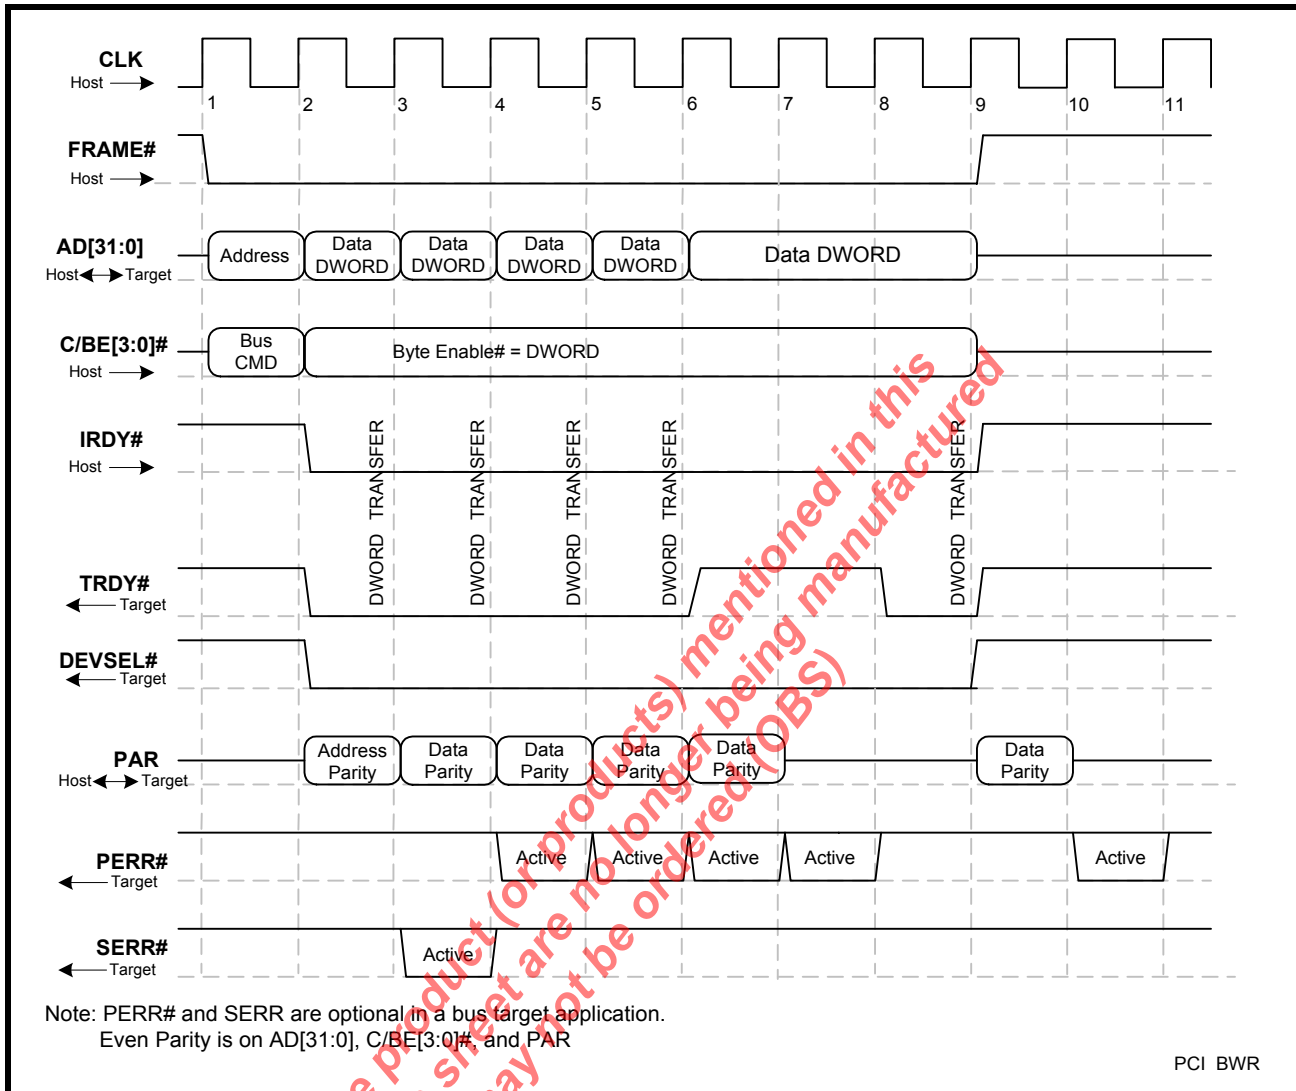 CLK
Host
1 2 3 4 5 6 7 8 9 10 11
FRAME#
Host
AD[31:0]
Host Target
Address
Data DWORD
Data DWORD
Data DWORD
Data DWORD
Data DWORD
C/BE[3:0]#
Host
Bus CMD
Byte Enable# = DWORD
IRDY#
Host
DWORD TRANSFER
DWORD TRANSFER
DWORD TRANSFER
DWORD TRANSFER
DWORD TRANSFER
TRDY#
Target
DEVSEL#
Target
PAR
Host Target
Address Parity
Data Parity
Data Parity
Data Parity
Data Parity
Data Parity
PERR#
Target
Active Active Active Active Active
SERR#
Target
Active
Note: PERR# and SERR are optional in a bus target application.
Even Parity is on AD[31:0], C/BE[3:0]#, and PAR
PCI BWR
e product (or products) mentioned in this
sheet are no longer being manufactured
ay not be ordered (OBS)